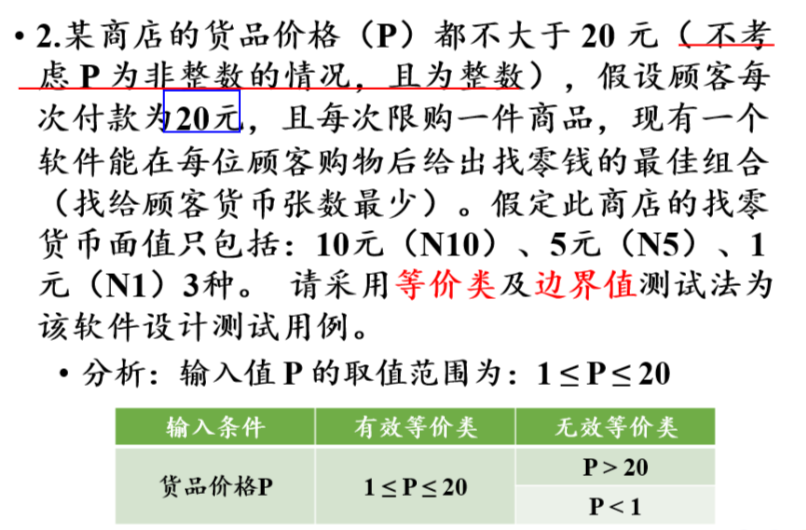 • 2.某商店的货品价格（P）都不大于 20 元（不考
虑 P 为非整数的情况，且为整数），假设顾客每
次付款为20元，且每次限购一件商品，现有一个
软件能在每位顾客购物后给出找零钱的最佳组合
（找给顾客货币张数最少）。假定此商店的找零
货币面值只包括：10元（N10）、5元（N5）、1
元（N1）3种。 请采用等价类及边界值测试法为
该软件设计测试用例。
• 分析：输入值 P 的取值范围为：1≤P≤20
输入条件 有效等价类 无效等价类
货品价格P 1≤P≤20 P > 20
P < 1